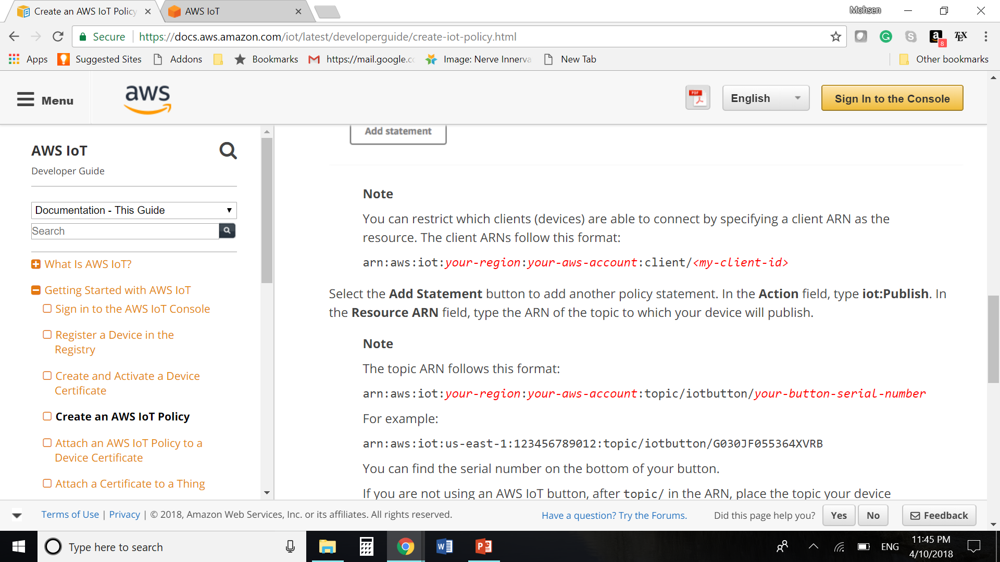 Create an AWS IoT Policy
AWS IoT
Mohsen
Secure
https://docs.aws.amazon.com/iot/latest/developerguide/create-iot-policy.html
a
8
TEX
Apps
Suggested Sites
Addons
Bookmarks
https://mail.google.co
Image: Nerve Innerva
New Tab
Other bookmarks
Menu
aws
PDF
English
Sign In to the Console
AWS IoT
Developer Guide
Documentation - This Guide
Search
What Is AWS IoT?
Getting Started with AWS IoT
Sign in to the AWS IoT Console
Register a Device in the
Registry
Create and Activate a Device
Certificate
Create an AWS IoT Policy
Attach an AWS IoT Policy to a
Device Certificate
Attach a Certificate to a Thing
Add statement
Note
You can restrict which clients (devices) are able to connect by specifying a client ARN as the
resource. The client ARNs follow this format:
arn:aws:iot:your-region:your-aws-account:client/<my-client-id>
Select the Add Statement button to add another policy statement. In the Action field, type iot:Publish. In
the Resource ARN field, type the ARN of the topic to which your device will publish.
Note
The topic ARN follows this format:
arn:aws:iot:your-region:your-aws-account:topic/iotbutton/your-button-serial-number
For example:
arn:aws:iot:us-east-1:123456789012:topic/iotbutton/G030JF055364XVRB
You can find the serial number on the bottom of your button.
If you are not using an AWS IoT button, after topic/ in the ARN, place the topic your device
Terms of Use | Privacy | © 2018, Amazon Web Services, Inc. or its affiliates. All rights reserved.
Have a question? Try the Forums.
Did this page help you?
Yes
No
Feedback
Type here to search
ENG
11:45 PM
4/10/2018